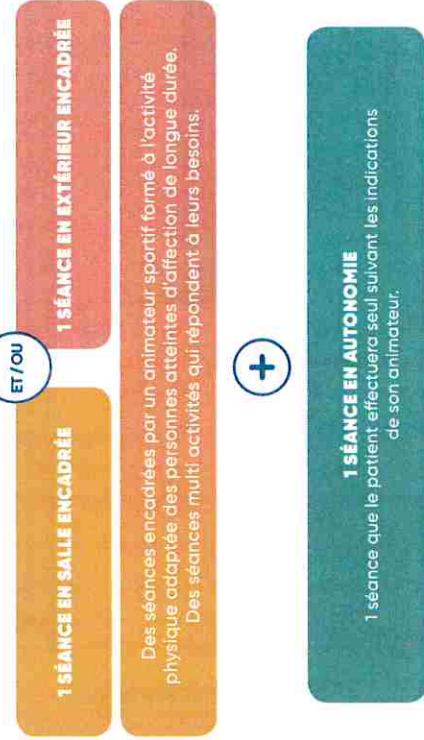 1 SÉANCE EN SALLE ENCADRÉE
ET / OU
1 SÉANCE EN EXTÉRIEUR ENCADRÉE
Des séances encadrées par un animateur sportif formé à l'activité
physique adaptée des personnes atteintes d'affection de longue durée.
Des séances multi activités qui répondent à leurs besoins.
+
1 SÉANCE EN AUTONOMIE
1 séance que le patient effectuera seul suivant les indications
de son animateur.